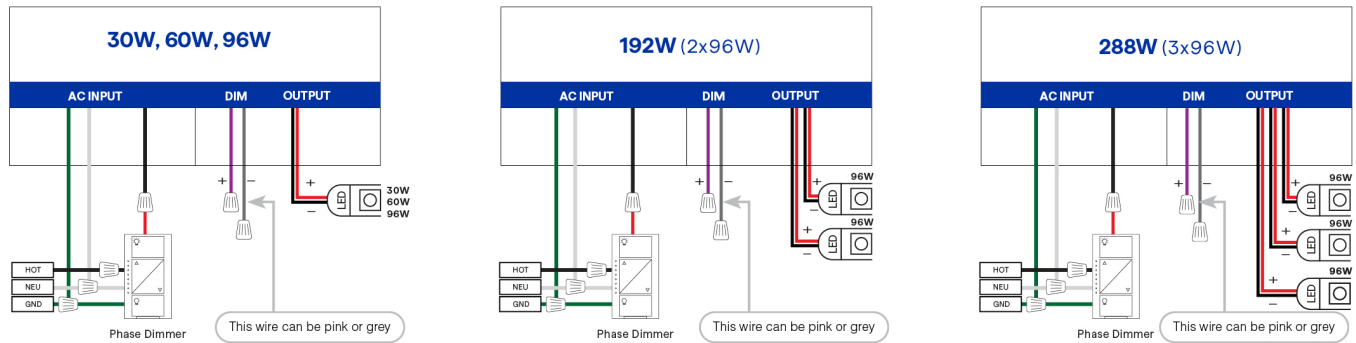 30W, 60W, 96W
AC INPUT DIM OUTPUT
+ − +
−
LED
30W
60W
96W
HOT
NEU
GND
Phase Dimmer
This wire can be pink or grey
192W (2x96W)
AC INPUT DIM OUTPUT
+ − +
−
96W
LED
96W
+
−
LED
HOT
NEU
GND
Phase Dimmer
This wire can be pink or grey
288W (3x96W)
AC INPUT DIM OUTPUT
+ − +
−
96W
LED
96W
+
−
LED
96W
+
−
LED
HOT
NEU
GND
Phase Dimmer
This wire can be pink or grey